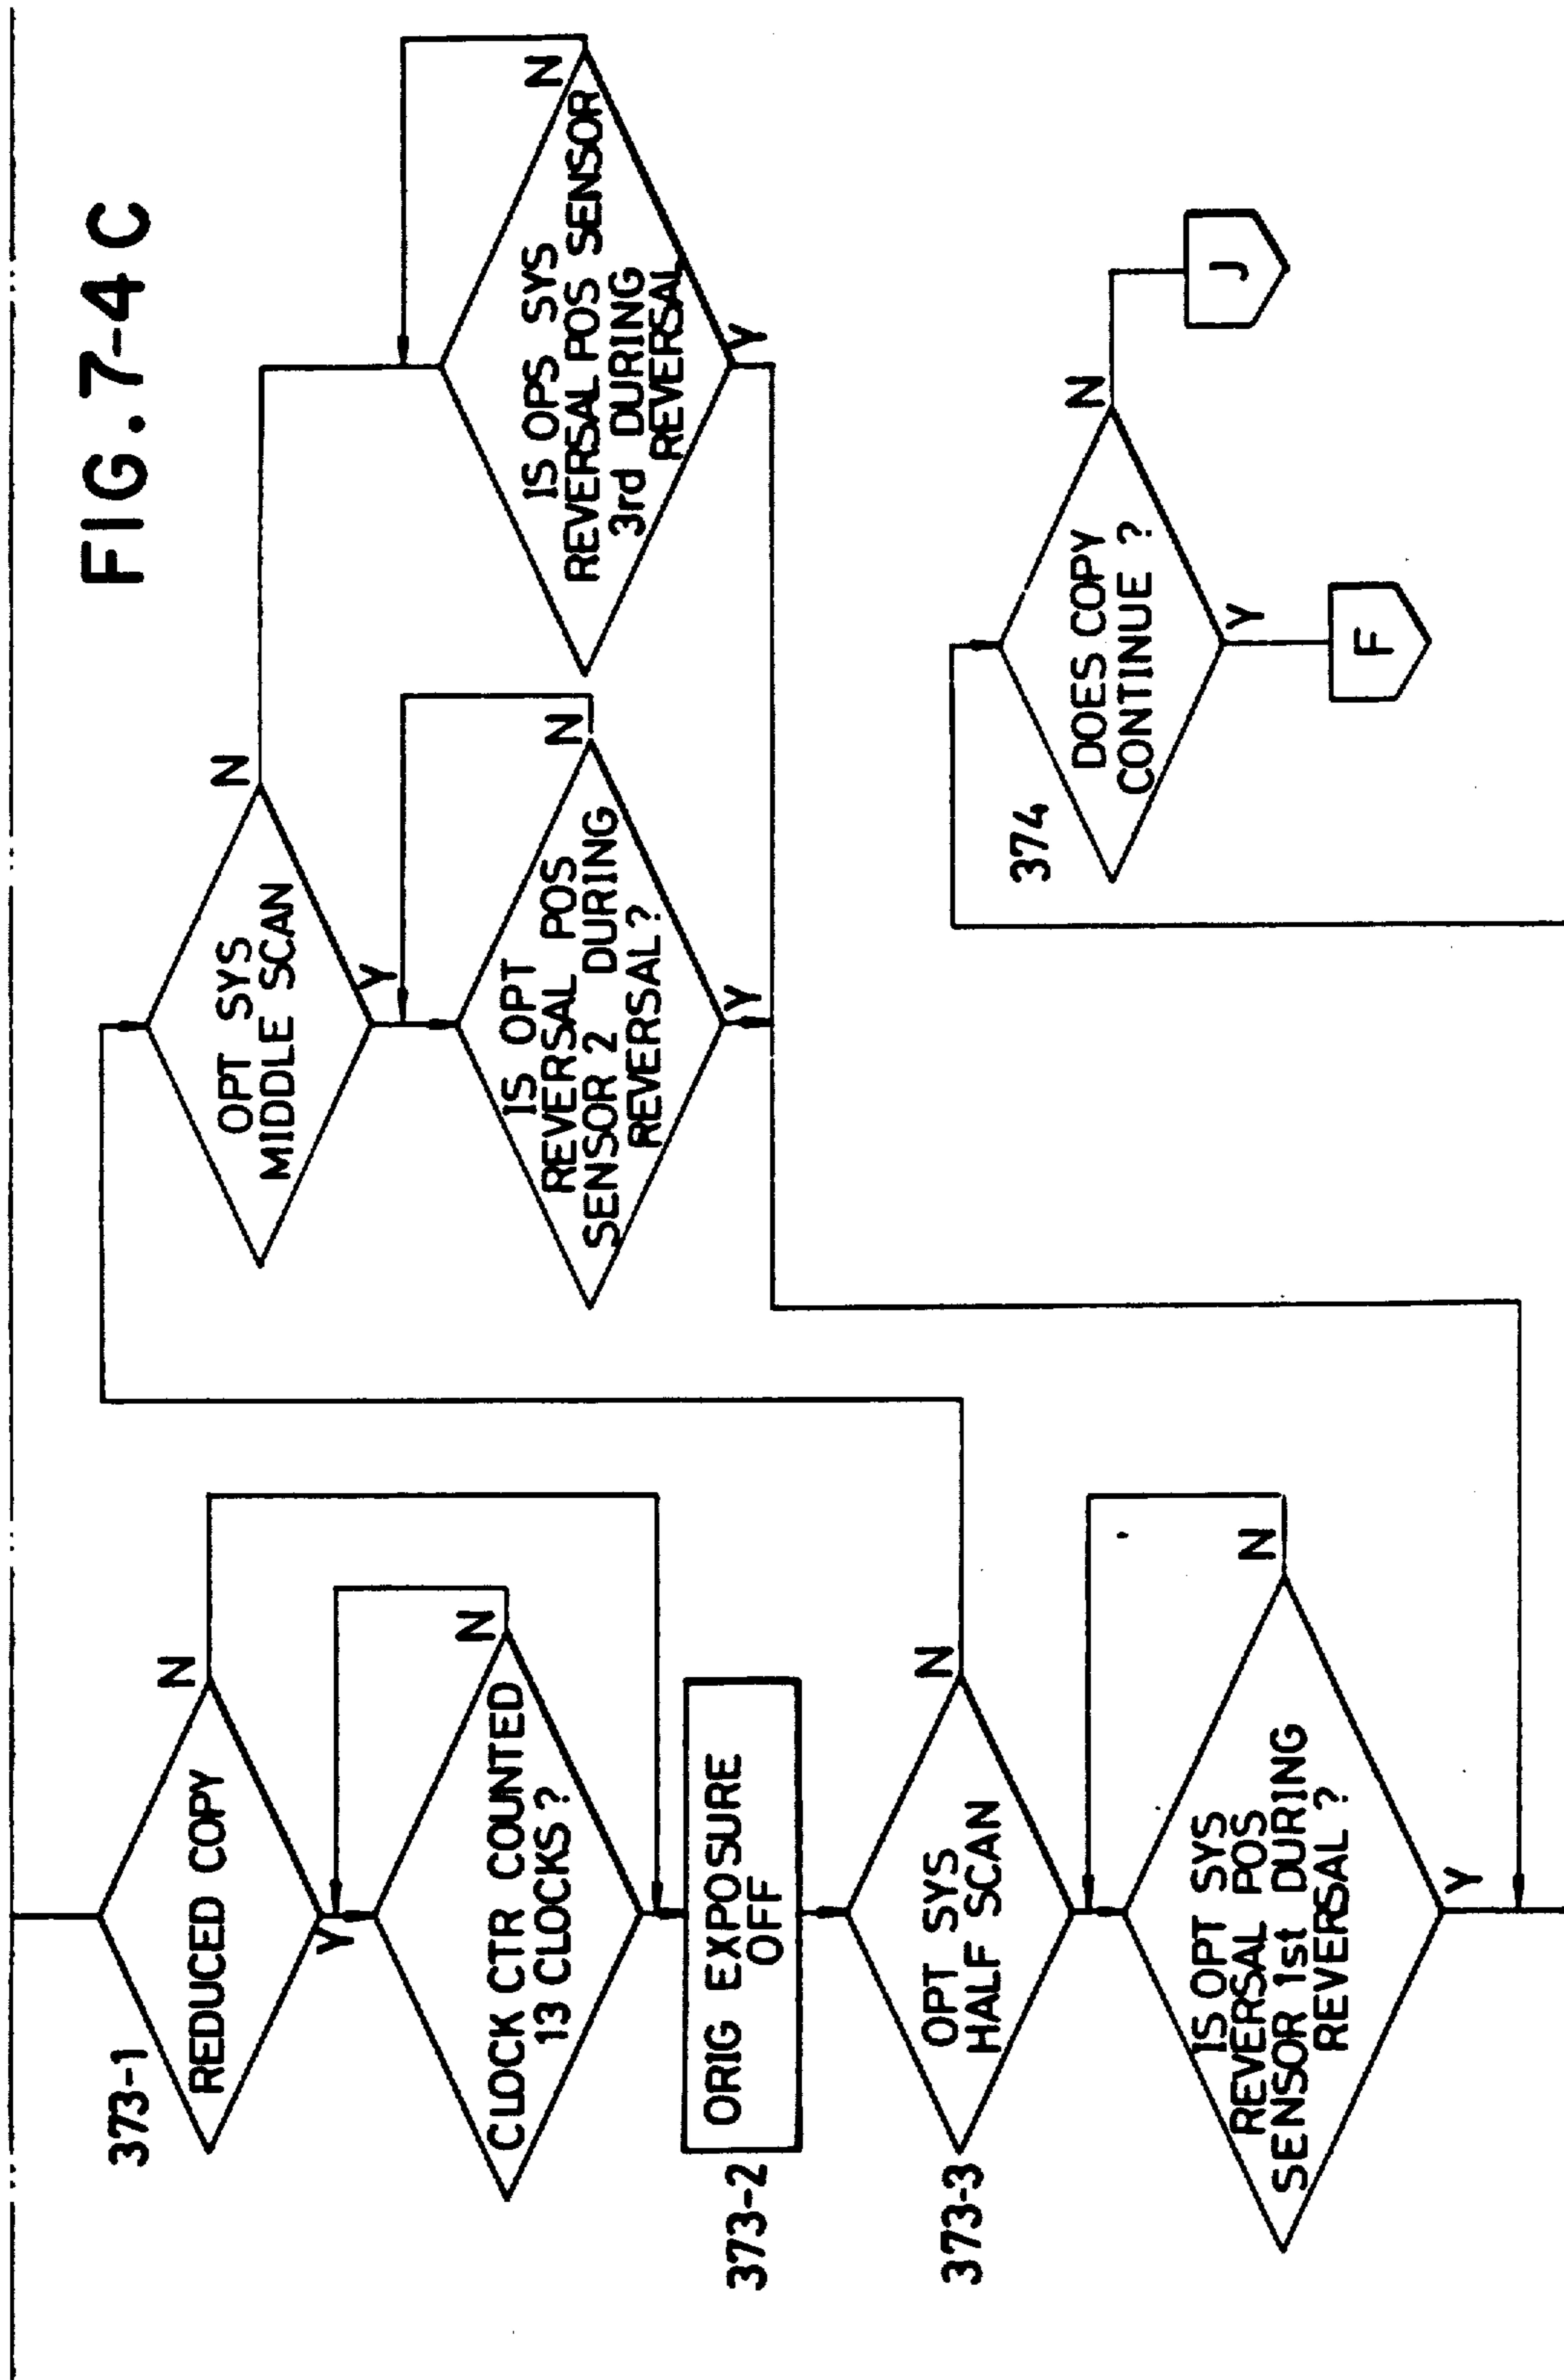 FIG.7-4C
373-1
REDUCED COPY
N
Y
CLOCK CTR COUNTED
13 CLOCKS?
N
373-2
ORIG EXPOSURE
OFF
373-3
OPT SYS
HALF SCAN
N
IS OPT SYS
REVERSAL POS
SENSOR 1st DURING
REVERSAL?
N
Y
OPT SYS
MIDDLE SCAN
N
Y
IS OPT
REVERSAL POS
SENSOR 2 DURING
REVERSAL?
N
Y
IS OPS SYS
REVERSAL POS SENSOR
3rd DURING
REVERSAL
N
Y
374
DOES COPY
CONTINUE ?
N
J
Y
F